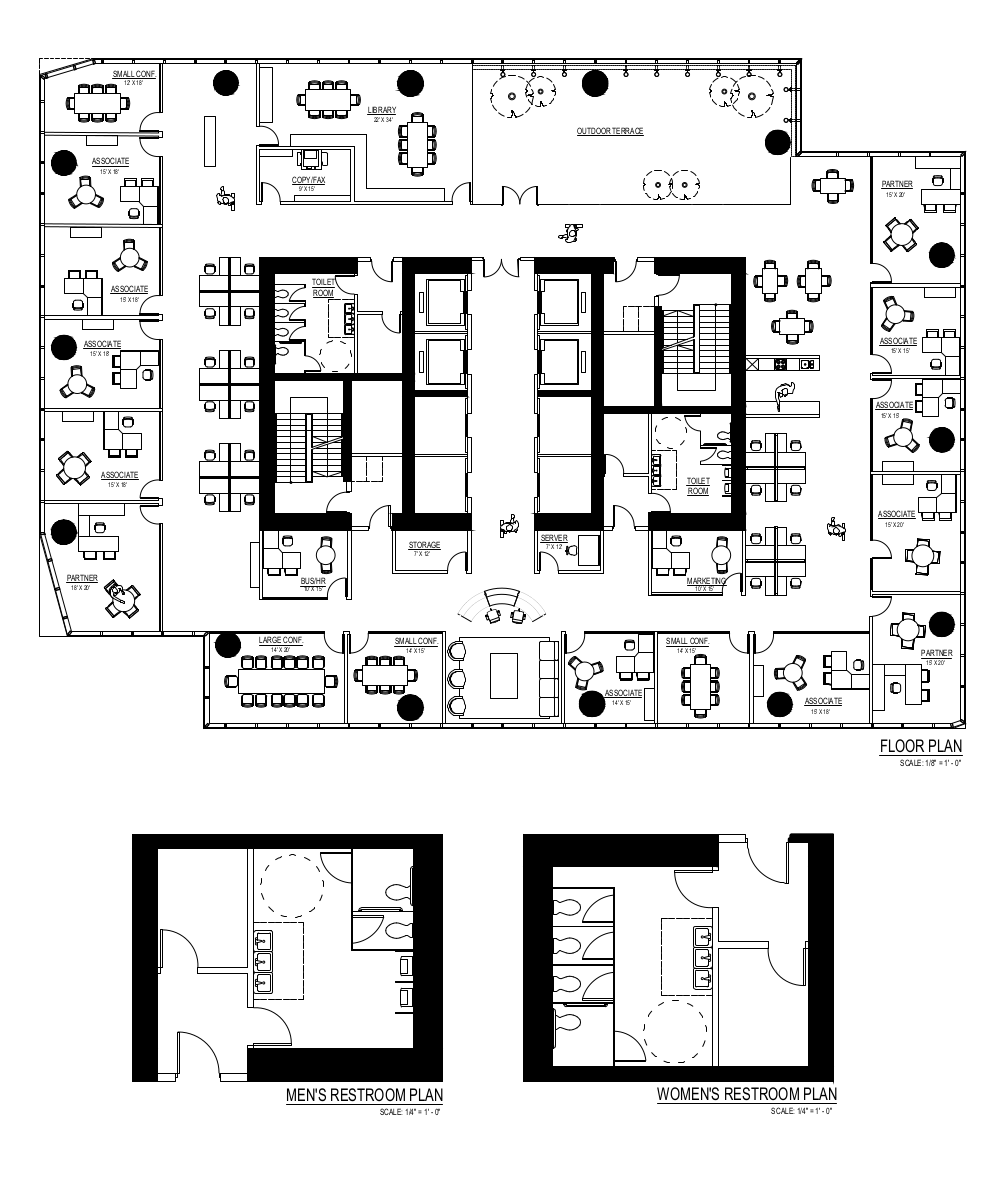 SMALL CONF.
12' X 18'
LIBRARY
22' X 34'
OUTDOOR TERRACE
ASSOCIATE
15' X 18'
COPY/FAX
9' X 15'
PARTNER
15' X 20'
ASSOCIATE
15' X 18'
TOILET
ROOM
ASSOCIATE
15' X 18'
ASSOCIATE
15' X 15'
ASSOCIATE
15' X 15'
ASSOCIATE
15' X 18'
TOILET
ROOM
ASSOCIATE
15' X 20'
STORAGE
7' X 12'
SERVER
7' X 12'
PARTNER
18' X 20'
BUS/HR
10' X 15'
MARKETING
10' X 15'
LARGE CONF.
14' X 20'
SMALL CONF.
14' X 15'
SMALL CONF.
14' X 15'
PARTNER
15' X 20'
ASSOCIATE
14' X 15'
ASSOCIATE
15' X 18'
FLOOR PLAN
SCALE: 1/8" = 1' - 0"
MEN'S RESTROOM PLAN
SCALE: 1/4" = 1' - 0"
WOMEN'S RESTROOM PLAN
SCALE: 1/4" = 1' - 0"